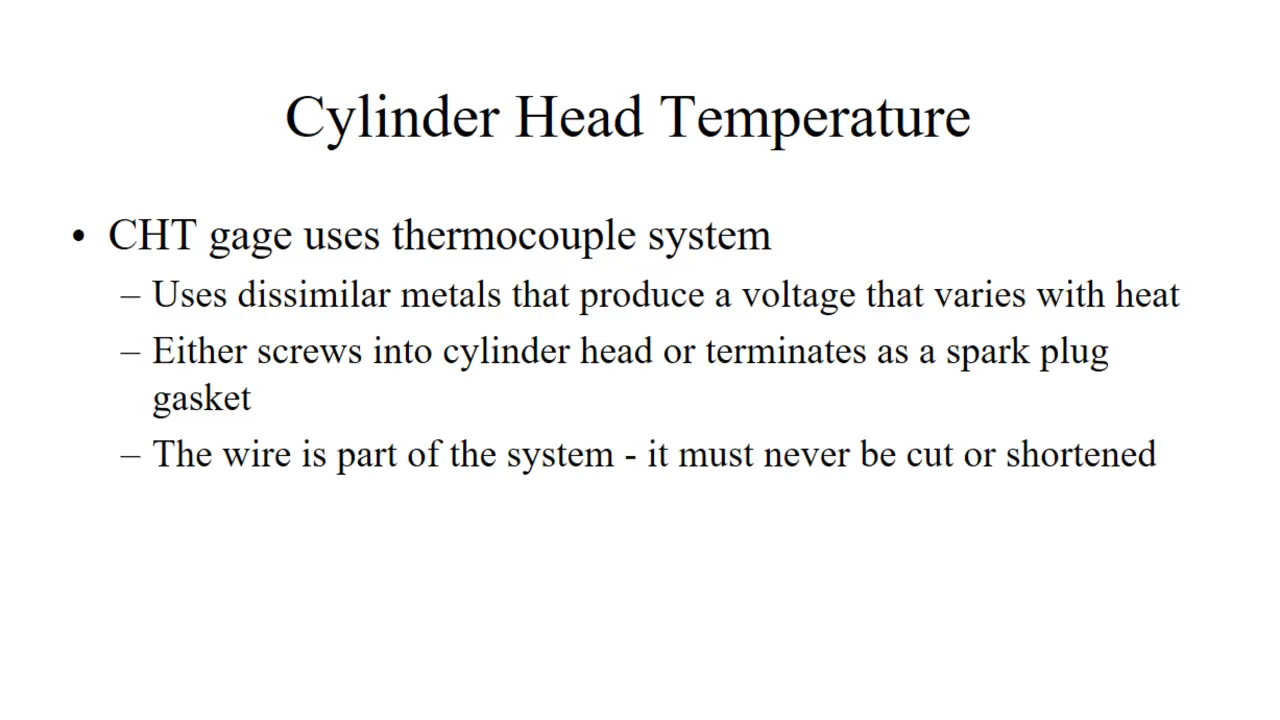 Cylinder Head Temperature
• CHT gage uses thermocouple system
– Uses dissimilar metals that produce a voltage that varies with heat
– Either screws into cylinder head or terminates as a spark plug
gasket
– The wire is part of the system - it must never be cut or shortened